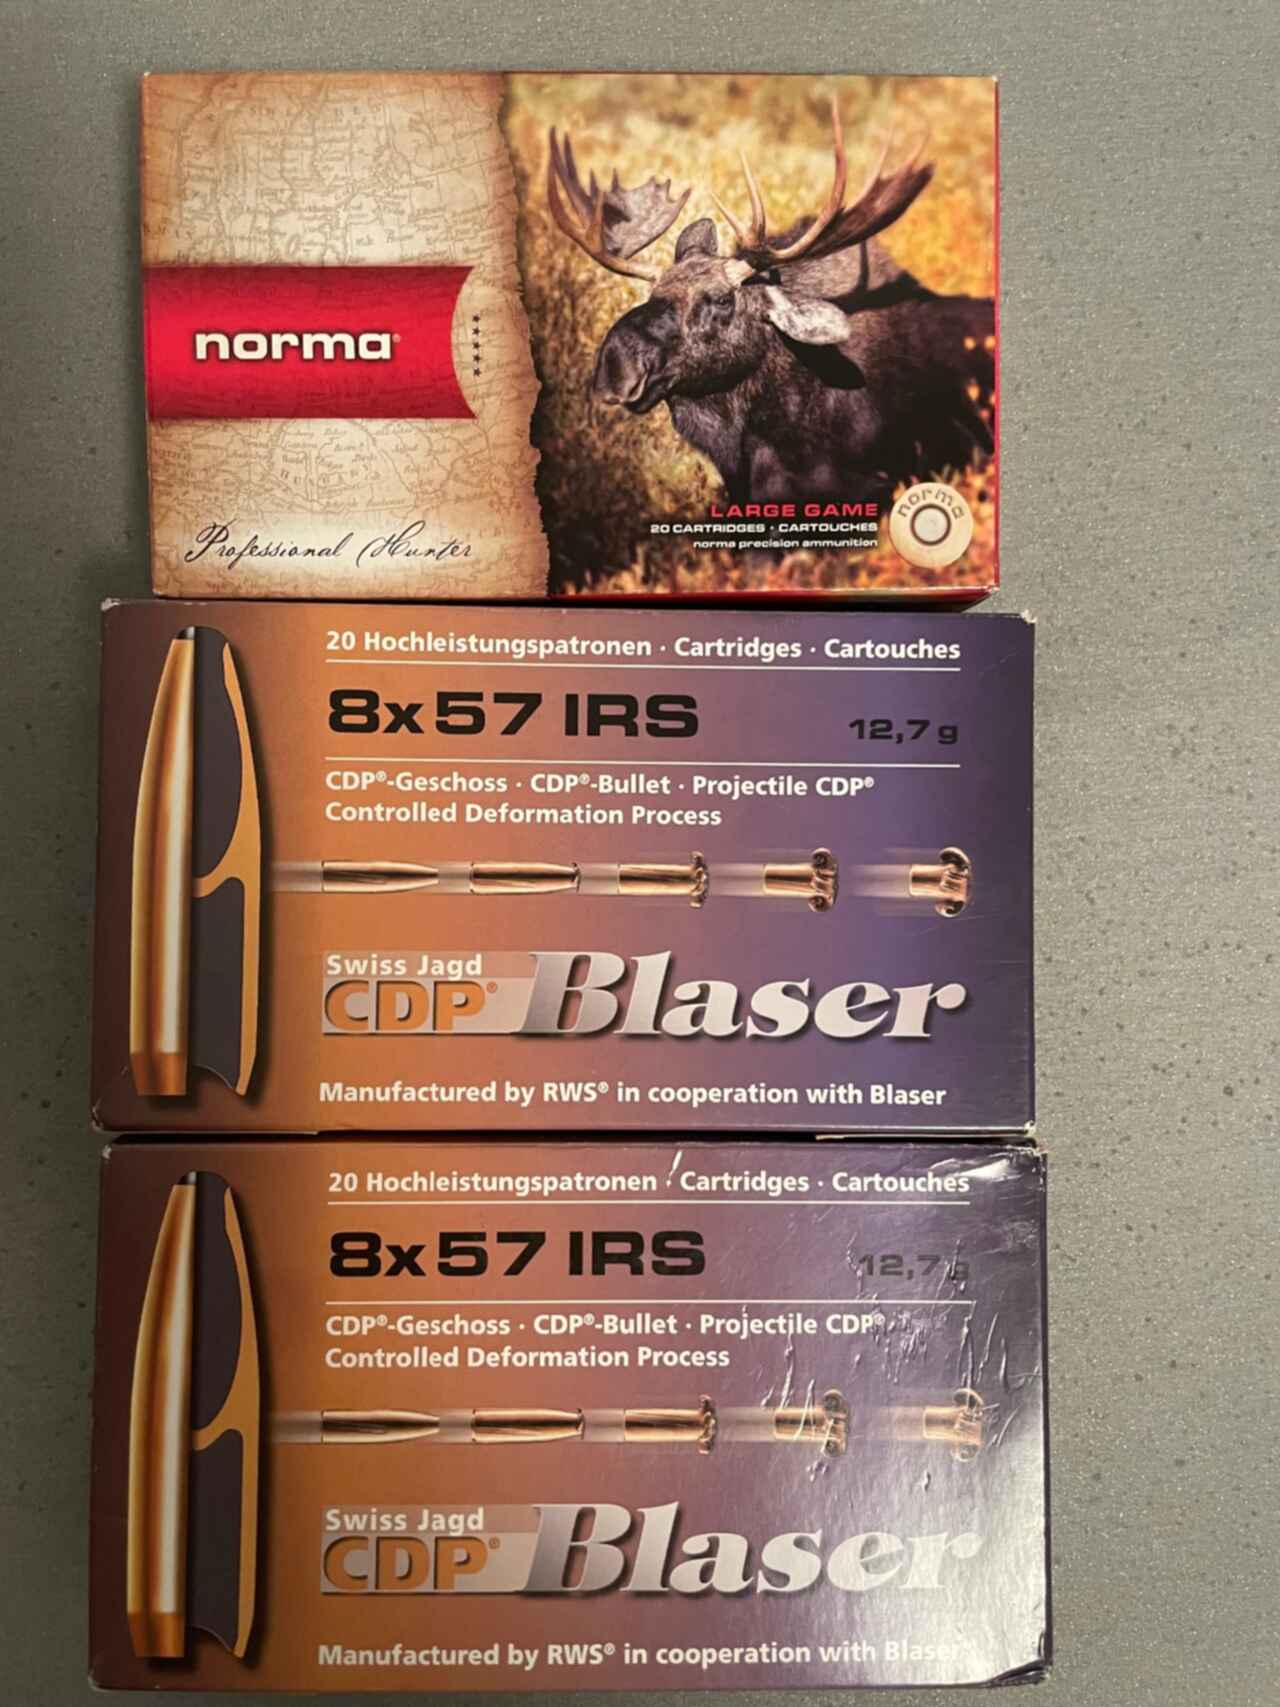 norma®
Professional Hunter
LARGE GAME
20 CARTRIDGES · CARTOUCHES
norma precision ammunition
norma
20 Hochleistungspatronen · Cartridges · Cartouches
8x57 IRS 12,7 g
CDP®-Geschoss · CDP®-Bullet · Projectile CDP®
Controlled Deformation Process
Swiss Jagd
CDP® Blaser
Manufactured by RWS® in cooperation with Blaser
20 Hochleistungspatronen · Cartridges · Cartouches
8x57 IRS 12,7 g
CDP®-Geschoss · CDP®-Bullet · Projectile CDP®
Controlled Deformation Process
Swiss Jagd
CDP® Blaser
Manufactured by RWS® in cooperation with Blaser